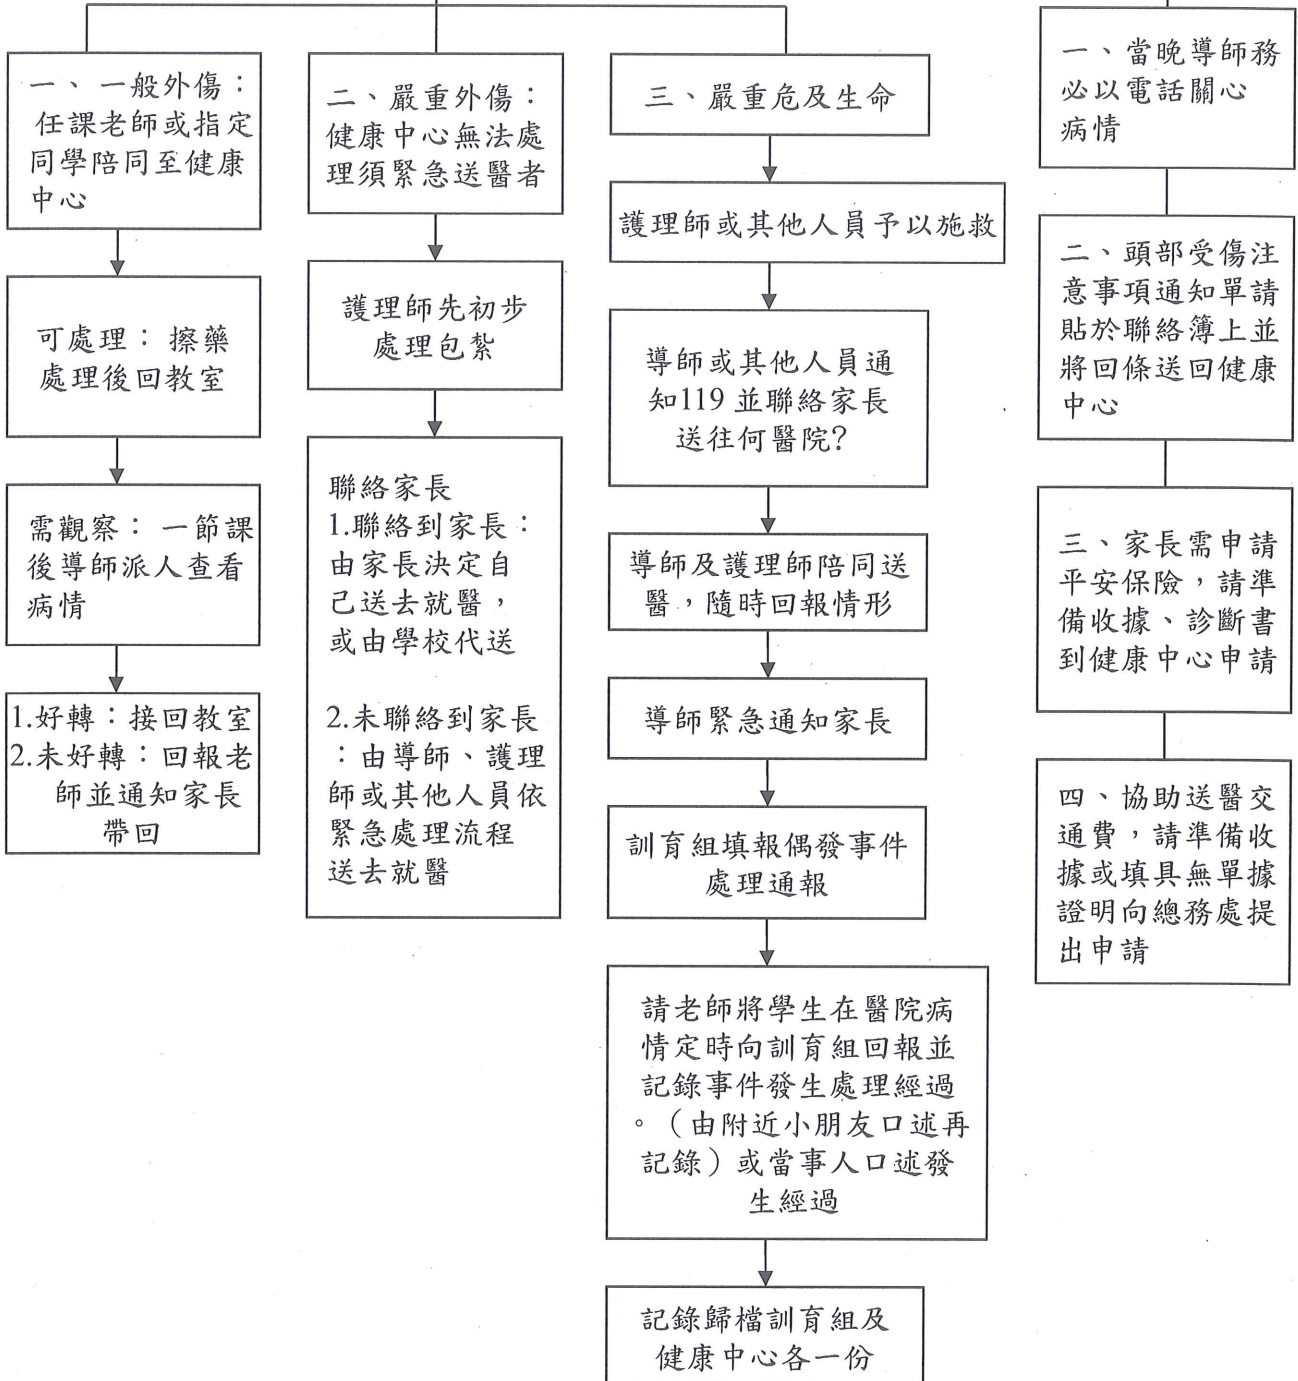 一、一般外傷：
任課老師或指定
同學陪同至健康
中心
可處理：擦藥
處理後回教室
需觀察：一節課
後導師派人查看
病情
1.好轉：接回教室
2.未好轉：回報老
師並通知家長
帶回
二、嚴重外傷：
健康中心無法處
理須緊急送醫者
護理師先初步
處理包紮
聯絡家長
1.聯絡到家長：
由家長決定自
己送去就醫，
或由學校代送
2.未聯絡到家長
：由導師、護理
師或其他人員依
緊急處理流程
送去就醫
三、嚴重危及生命
護理師或其他人員予以施救
導師或其他人員通
知119 並聯絡家長
送往何醫院?
導師及護理師陪同送
醫，隨時回報情形
導師緊急通知家長
訓育組填報偶發事件
處理通報
請老師將學生在醫院病
情定時向訓育組回報並
記錄事件發生處理經過
。（由附近小朋友口述再
記錄）或當事人口述發
生經過
記錄歸檔訓育組及
健康中心各一份
一、當晚導師務
必以電話關心
病情
二、頭部受傷注
意事項通知單請
貼於聯絡簿上並
將回條送回健康
中心
三、家長需申請
平安保險，請準
備收據、診斷書
到健康中心申請
四、協助送醫交
通費，請準備收
據或填具無單據
證明向總務處提
出申請